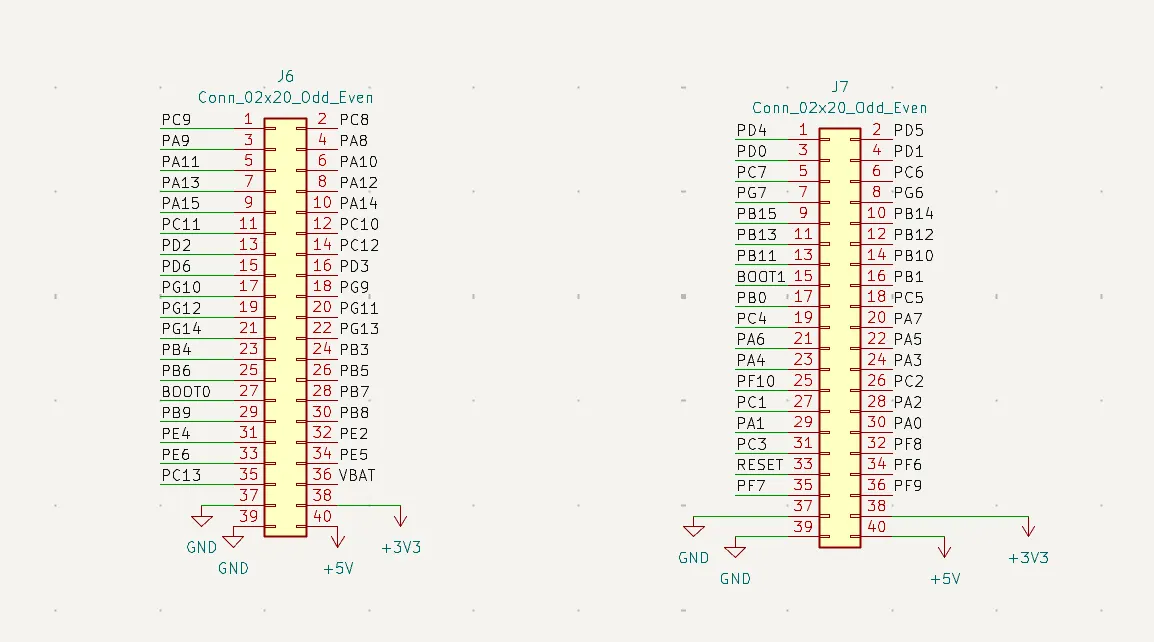 J6
Conn_02x20_Odd_Even
PC9 1 2 PC8
PA9 3 4 PA8
PA11 5 6 PA10
PA13 7 8 PA12
PA15 9 10 PA14
PC11 11 12 PC10
PD2 13 14 PC12
PD6 15 16 PD3
PG10 17 18 PG9
PG12 19 20 PG11
PG14 21 22 PG13
PB4 23 24 PB3
PB6 25 26 PB5
BOOT0 27 28 PB7
PB9 29 30 PB8
PE4 31 32 PE2
PE6 33 34 PE5
PC13 35 36 VBAT
37 38
39 40
GND +3V3
GND +5V
J7
Conn_02x20_Odd_Even
PD4 1 2 PD5
PD0 3 4 PD1
PC7 5 6 PC6
PG7 7 8 PG6
PB15 9 10 PB14
PB13 11 12 PB12
PB11 13 14 PB10
BOOT1 15 16 PB1
PB0 17 18 PC5
PC4 19 20 PA7
PA6 21 22 PA5
PA4 23 24 PA3
PF10 25 26 PC2
PC1 27 28 PA2
PA1 29 30 PA0
PC3 31 32 PF8
RESET 33 34 PF6
PF7 35 36 PF9
37 38
39 40
GND +3V3
GND +5V